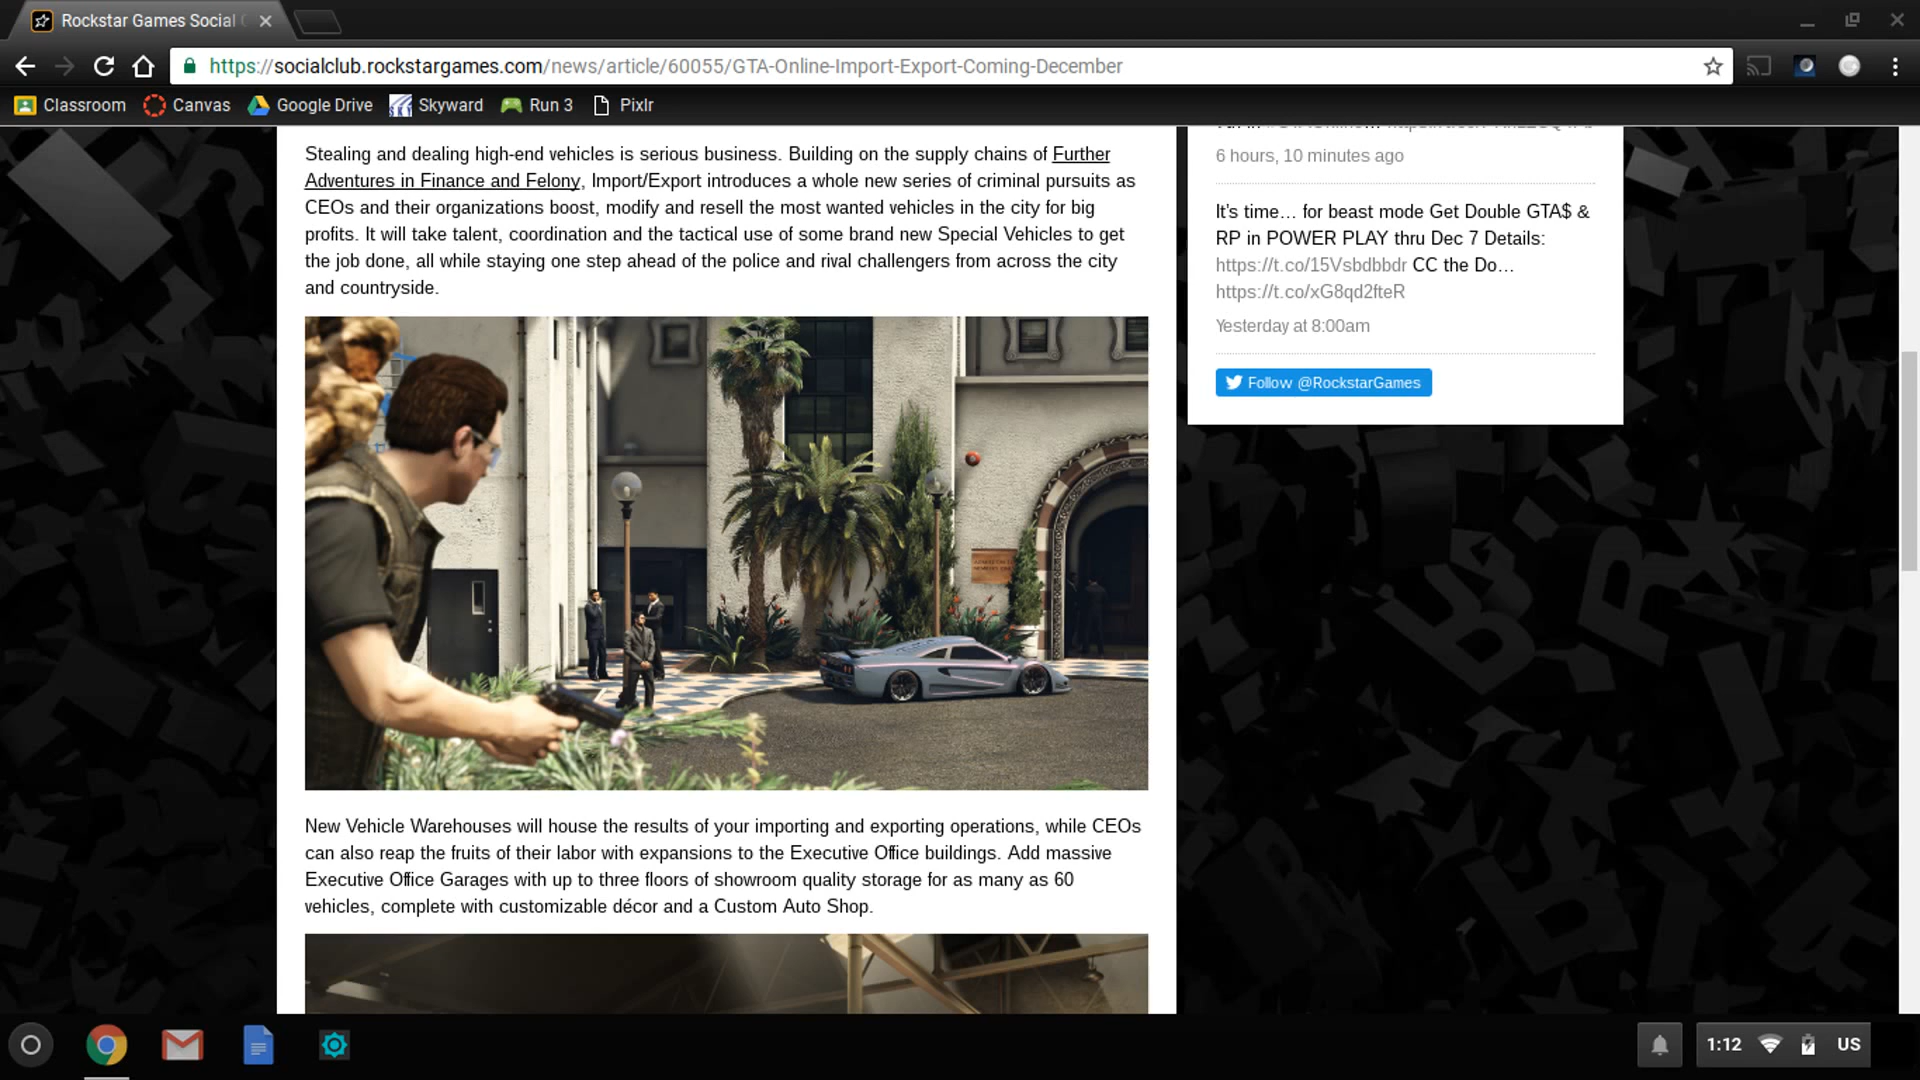 Rockstar Games Social
https://socialclub.rockstargames.com/news/article/60055/GTA-Online-Import-Export-Coming-December
Classroom
Canvas
Google Drive
Skyward
Run 3
Pixlr
Stealing and dealing high-end vehicles is serious business. Building on the supply chains of Further
Adventures in Finance and Felony, Import/Export introduces a whole new series of criminal pursuits as
CEOs and their organizations boost, modify and resell the most wanted vehicles in the city for big
profits. It will take talent, coordination and the tactical use of some brand new Special Vehicles to get
the job done, all while staying one step ahead of the police and rival challengers from across the city
and countryside.
New Vehicle Warehouses will house the results of your importing and exporting operations, while CEOs
can also reap the fruits of their labor with expansions to the Executive Office buildings. Add massive
Executive Office Garages with up to three floors of showroom quality storage for as many as 60
vehicles, complete with customizable décor and a Custom Auto Shop.
6 hours, 10 minutes ago
It's time… for beast mode Get Double GTA$ &
RP in POWER PLAY thru Dec 7 Details:
https://t.co/15Vsbdbbdr CC the Do…
https://t.co/xG8qd2fteR
Yesterday at 8:00am
Follow @RockstarGames
1:12
US